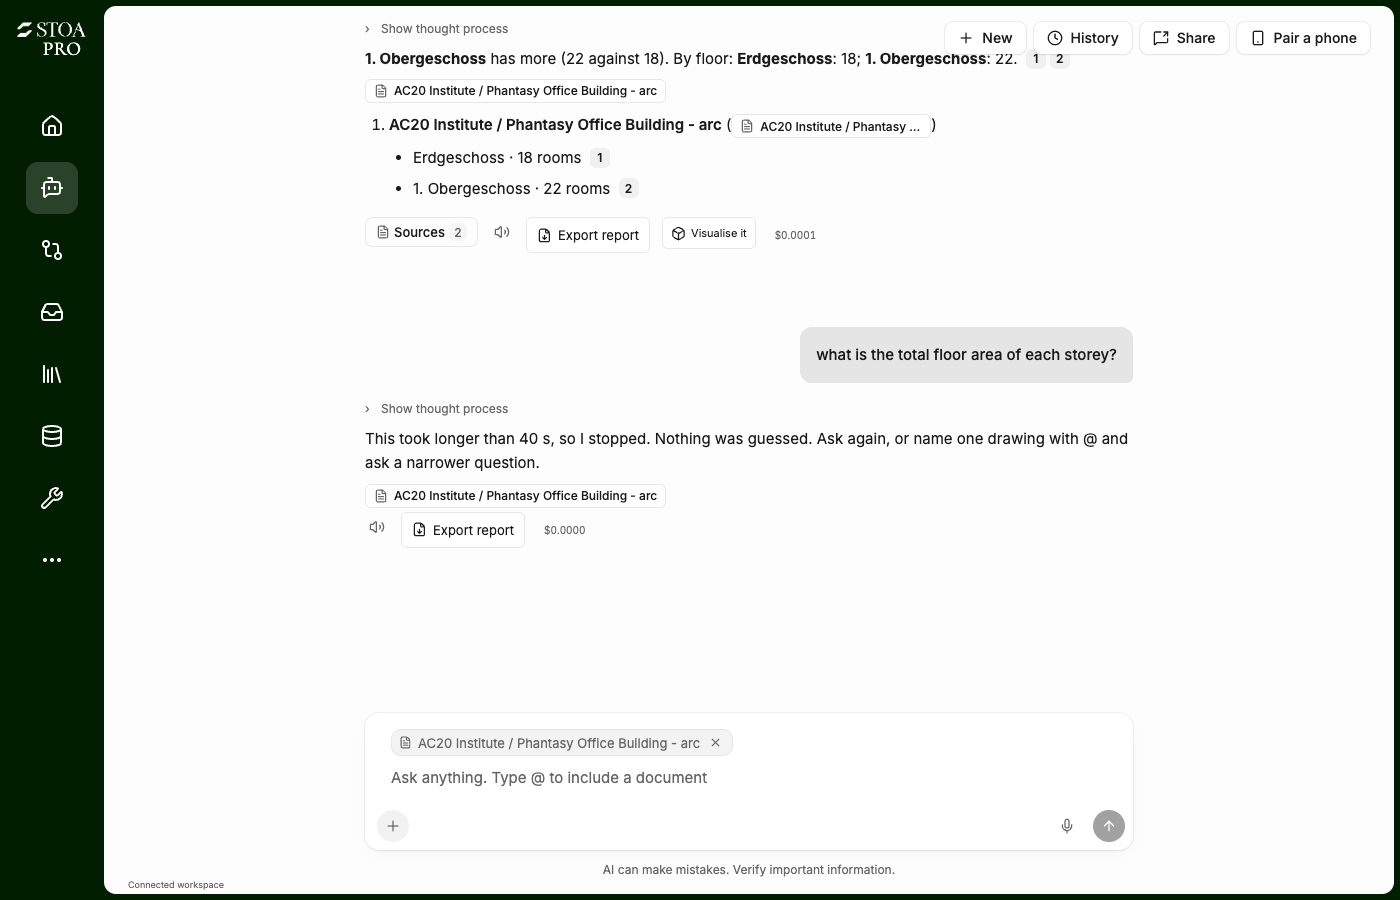 STOA
PRO
New
History
Share
Pair a phone
Show thought process
1. Obergeschoss has more (22 against 18). By floor: Erdgeschoss: 18; 1. Obergeschoss: 22. 1 2
AC20 Institute / Phantasy Office Building - arc
1. AC20 Institute / Phantasy Office Building - arc ( AC20 Institute / Phantasy ... )
• Erdgeschoss · 18 rooms 1
• 1. Obergeschoss · 22 rooms 2
Sources 2
Export report
Visualise it
$0.0001
what is the total floor area of each storey?
Show thought process
This took longer than 40 s, so I stopped. Nothing was guessed. Ask again, or name one drawing with @ and
ask a narrower question.
AC20 Institute / Phantasy Office Building - arc
Export report
$0.0000
AC20 Institute / Phantasy Office Building - arc
Ask anything. Type @ to include a document
AI can make mistakes. Verify important information.
Connected workspace